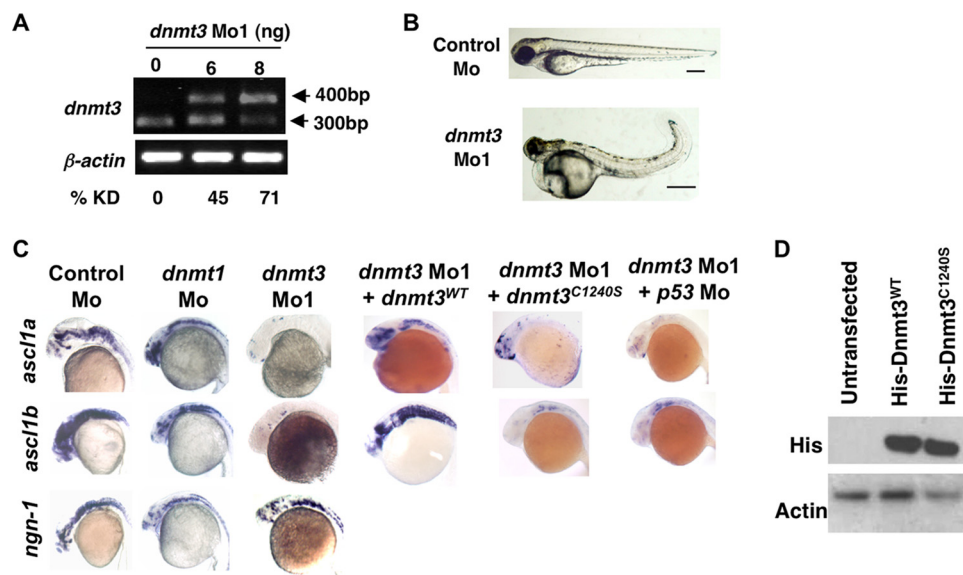 A
dnmt3 Mo1 (ng)
0 6 8
dnmt3
400bp
300bp
β-actin
% KD 0 45 71
B
Control
Mo
dnmt3
Mo1
C
Control
Mo
dnmt1
Mo
dnmt3
Mo1
dnmt3 Mo1
+ dnmt3WT
dnmt3 Mo1
+ dnmt3C1240S
dnmt3 Mo1
+ p53 Mo
ascl1a
ascl1b
ngn-1
D
Untransfected
His-Dnmt3WT
His-Dnmt3C1240S
His
Actin